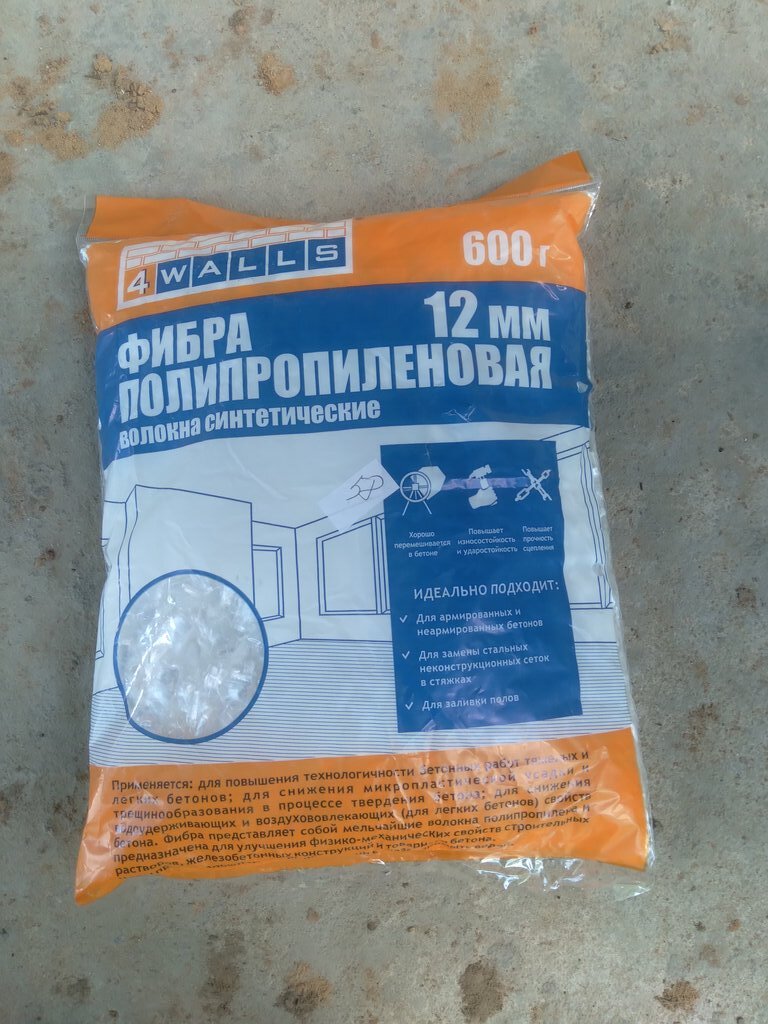 4WALLS
600 г
12 мм
ФИБРА
ПОЛИПРОПИЛЕНОВАЯ
волокна синтетические
Хорошо
перемешивается
в бетоне
Повышает
износостойкость
и ударостойкость
Повышает
прочность
сцепления
ИДЕАЛЬНО ПОДХОДИТ:
Для армированных и
неармированных бетонов
Для замены стальных
неконструкционных сеток
в стяжках
Для заливки полов
Применяется: для повышения технологичности бетонных работ тяжелых и
легких бетонов; для снижения микропластической усадки и
трещинообразования в процессе твердения бетона; для снижения
водоудерживающих и воздухововлекающих (для легких бетонов) свойств
бетона. Фибра представляет собой мельчайшие волокна полипропилена и
предназначена для улучшения физико-механических свойств строительных
растворов, железобетонных конструкций и товарного бетона.